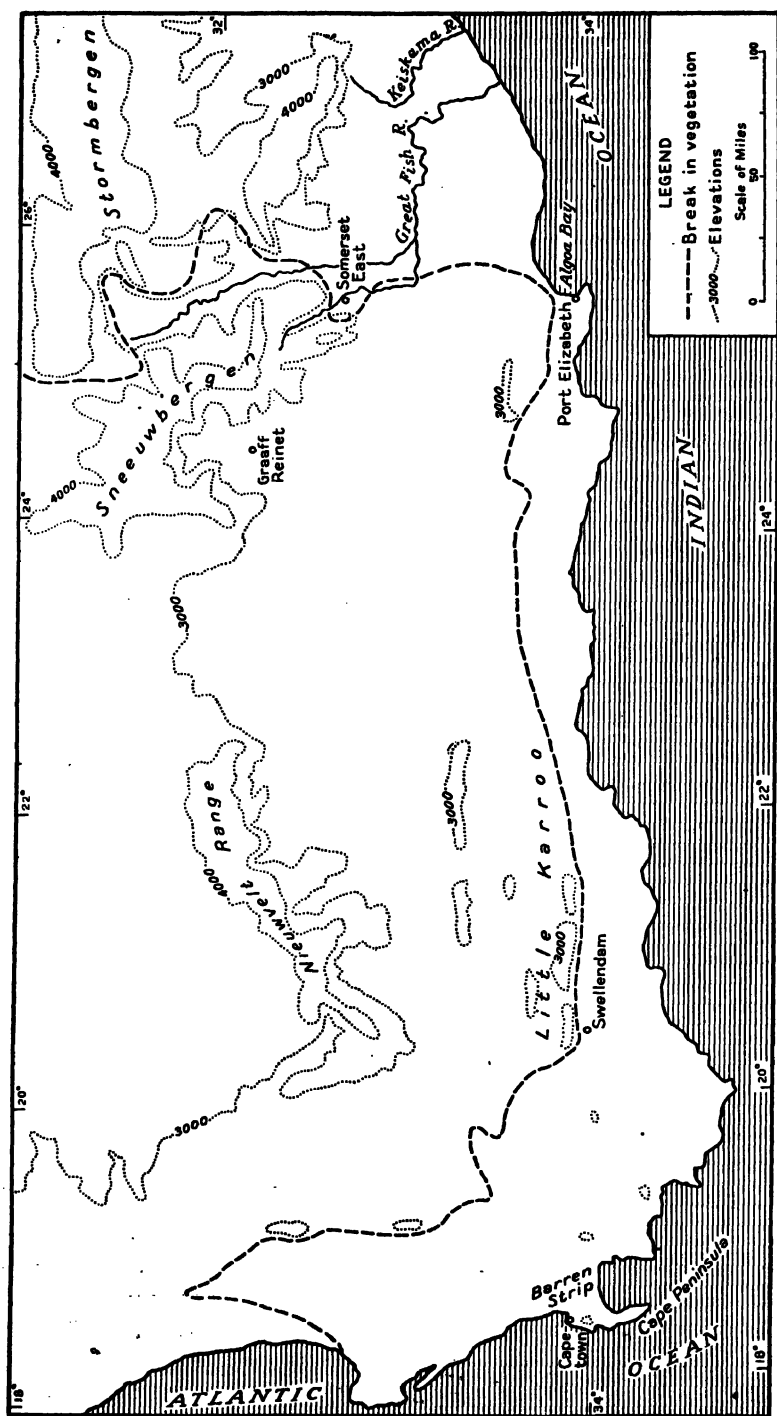 18°
20°
22°
24°
26°
32°
4000
Stormbergen
4000
Sneeuwbergen
3000
3000
4000
3000
4000
Nieuwvelt Range
Graaff
Reinet
Somerset
East
Great Fish R.
Keiskama R.
3000
3000
Little Karroo
3000
ATLANTIC
OCEAN
Barren
Strip
Cape-
town
Cape Peninsula
Swellendam
Port Elizabeth
Algoa Bay
INDIAN
OCEAN
34°
34°
LEGEND
Break in vegetation
3000 Elevations
Scale of Miles
0 50 100
18°
20°
22°
24°